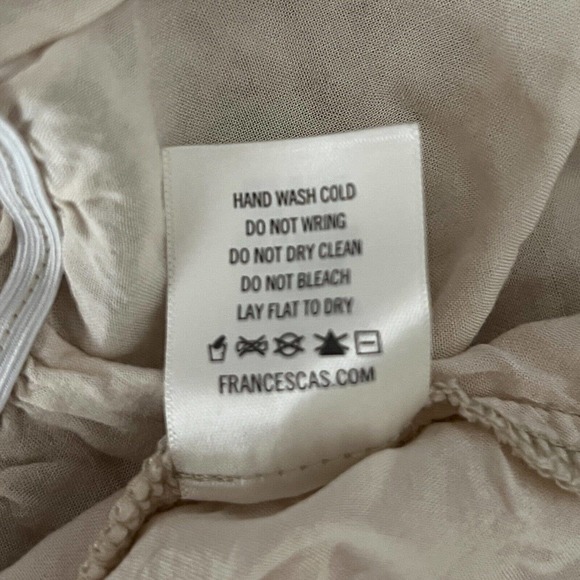 HAND WASH COLD
DO NOT WRING
DO NOT DRY CLEAN
DO NOT BLEACH
LAY FLAT TO DRY
FRANCESCAS.COM